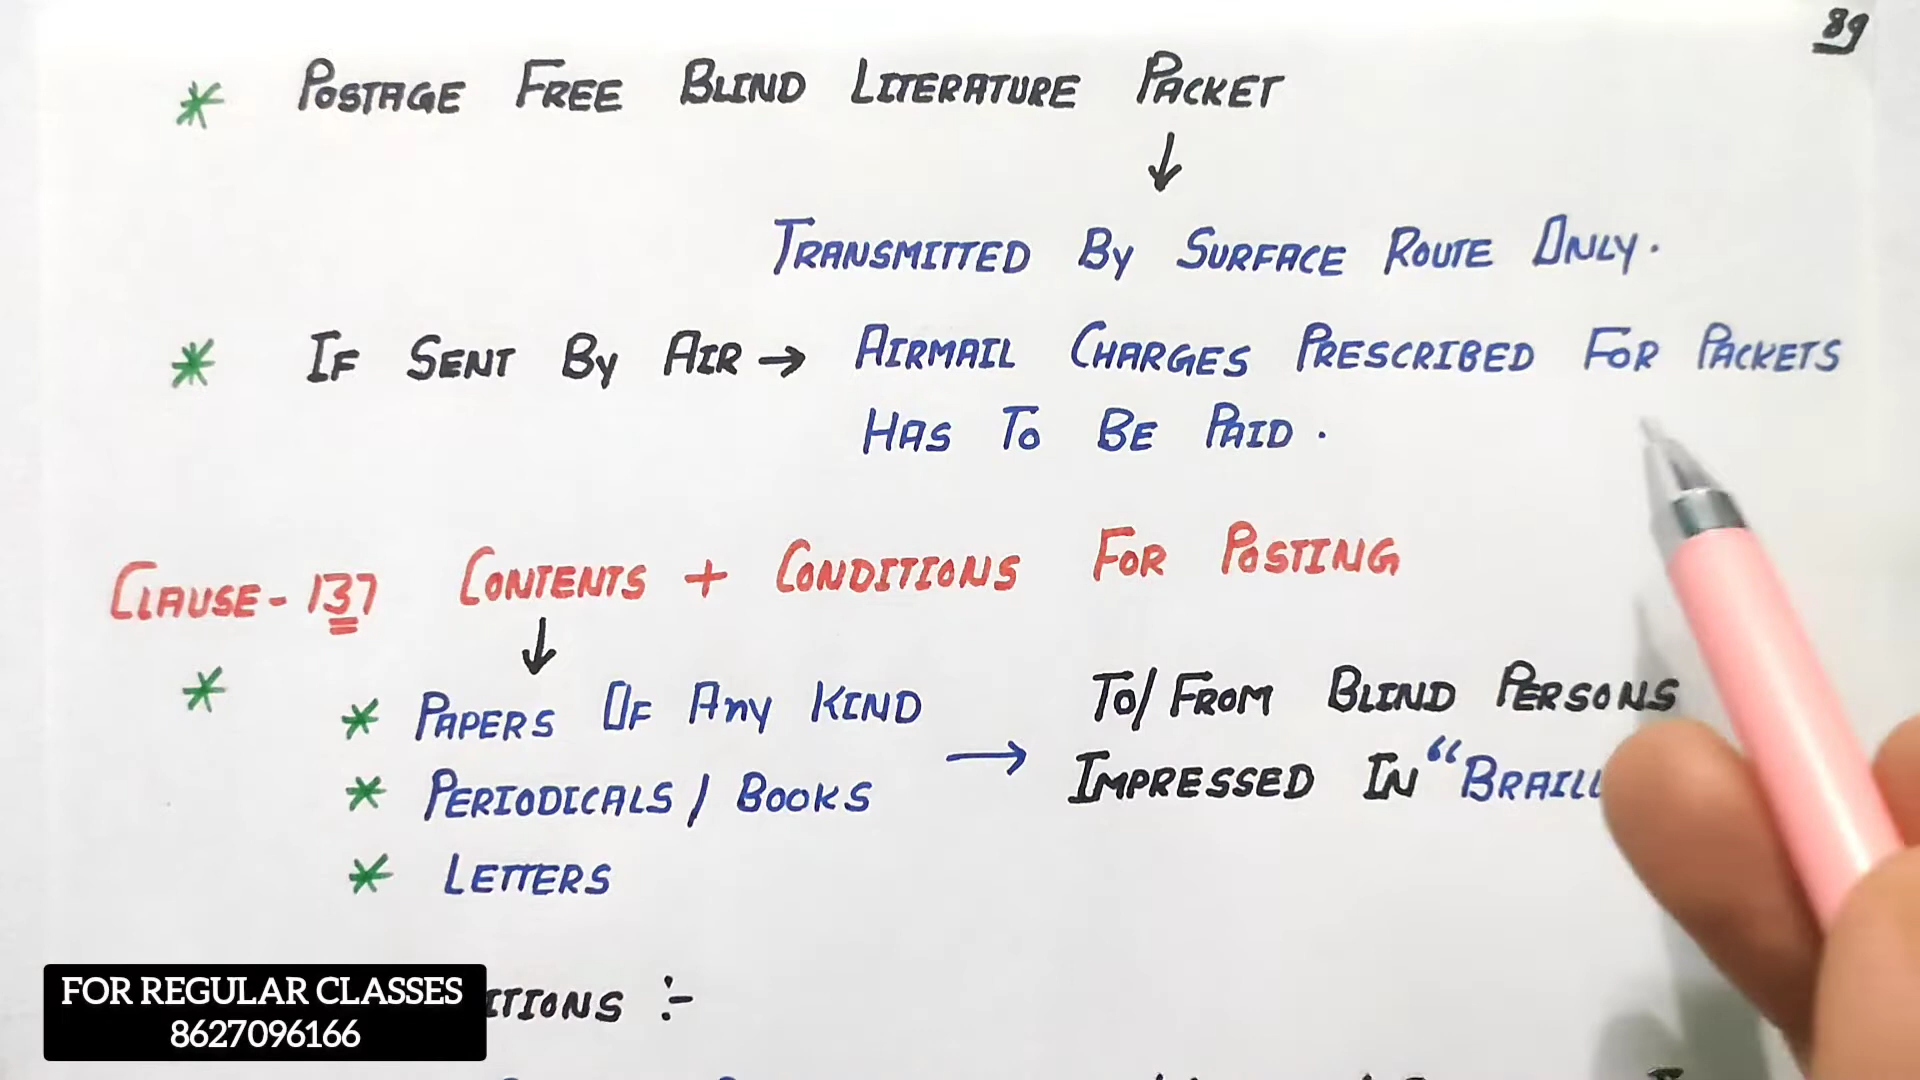 89
* POSTAGE FREE BLIND LITERATURE PACKET
↓
TRANSMITTED By SURFACE ROUTE ONLY.
* IF SENT By AIR → AIRMAIL CHARGES PRESCRIBED FOR PACKETS
HAS TO BE PAID.
CLAUSE-137 CONTENTS + CONDITIONS FOR POSTING
↓
* * PAPERS OF ANy KIND
* PERIODICALS / BOOKS
* LETTERS
→ TO/FROM BLIND PERSONS
IMPRESSED IN "BRAILL
ITIONS :-
FOR REGULAR CLASSES
8627096166